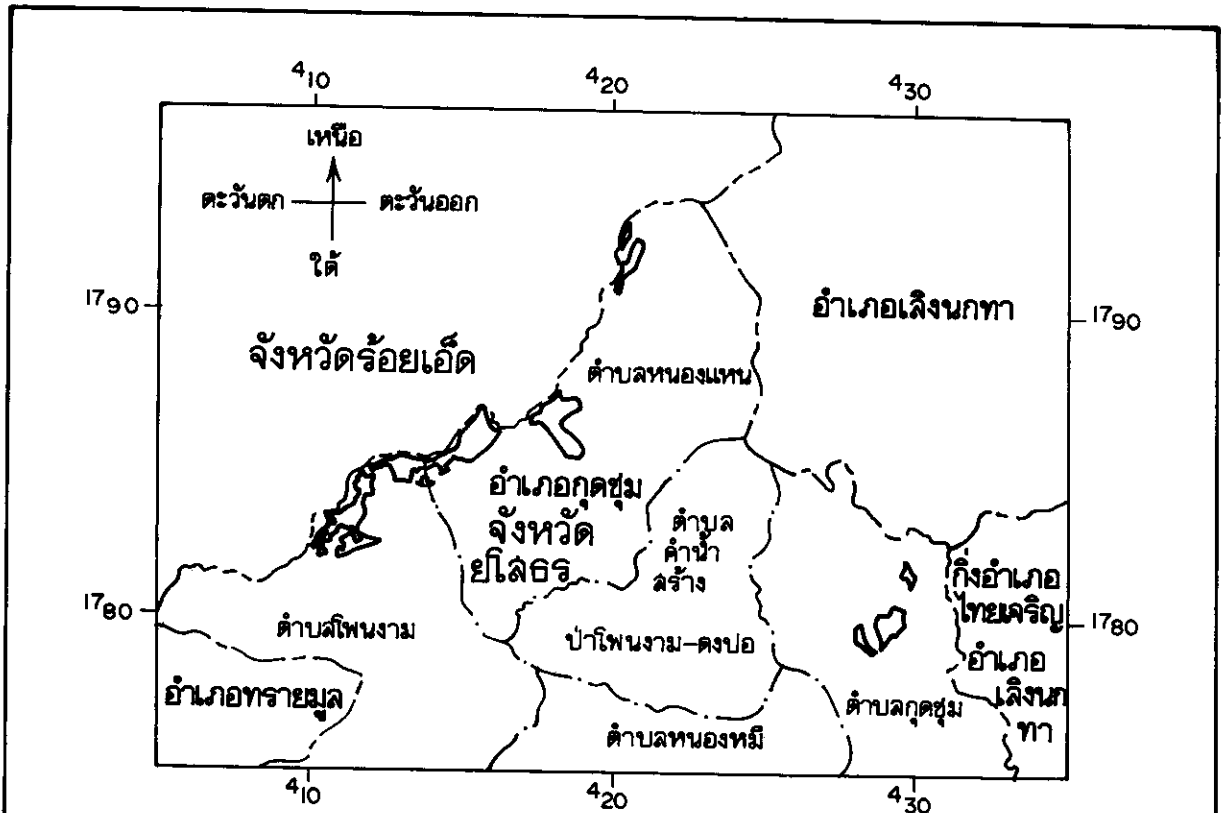 410 420 430
เหนือ
ตะวันตก ตะวันออก
ใต้
1790 1790
อำเภอเลิงนกทา
จังหวัดร้อยเอ็ด
ตำบลหนองแหน
อำเภอกุดชุม
จังหวัด
ยโสธร
ตำบล
คำน้ำ
สร้าง
กิ่งอำเภอ
ไทยเจริญ
1780 1780
ตำบลโพนงาม
ป่าโพนงาม-ดงปอ
อำเภอ
เลิงนก
ทา
อำเภอทรายมูล
ตำบลกุดชุม
ตำบลหนองหมี
410 420 430